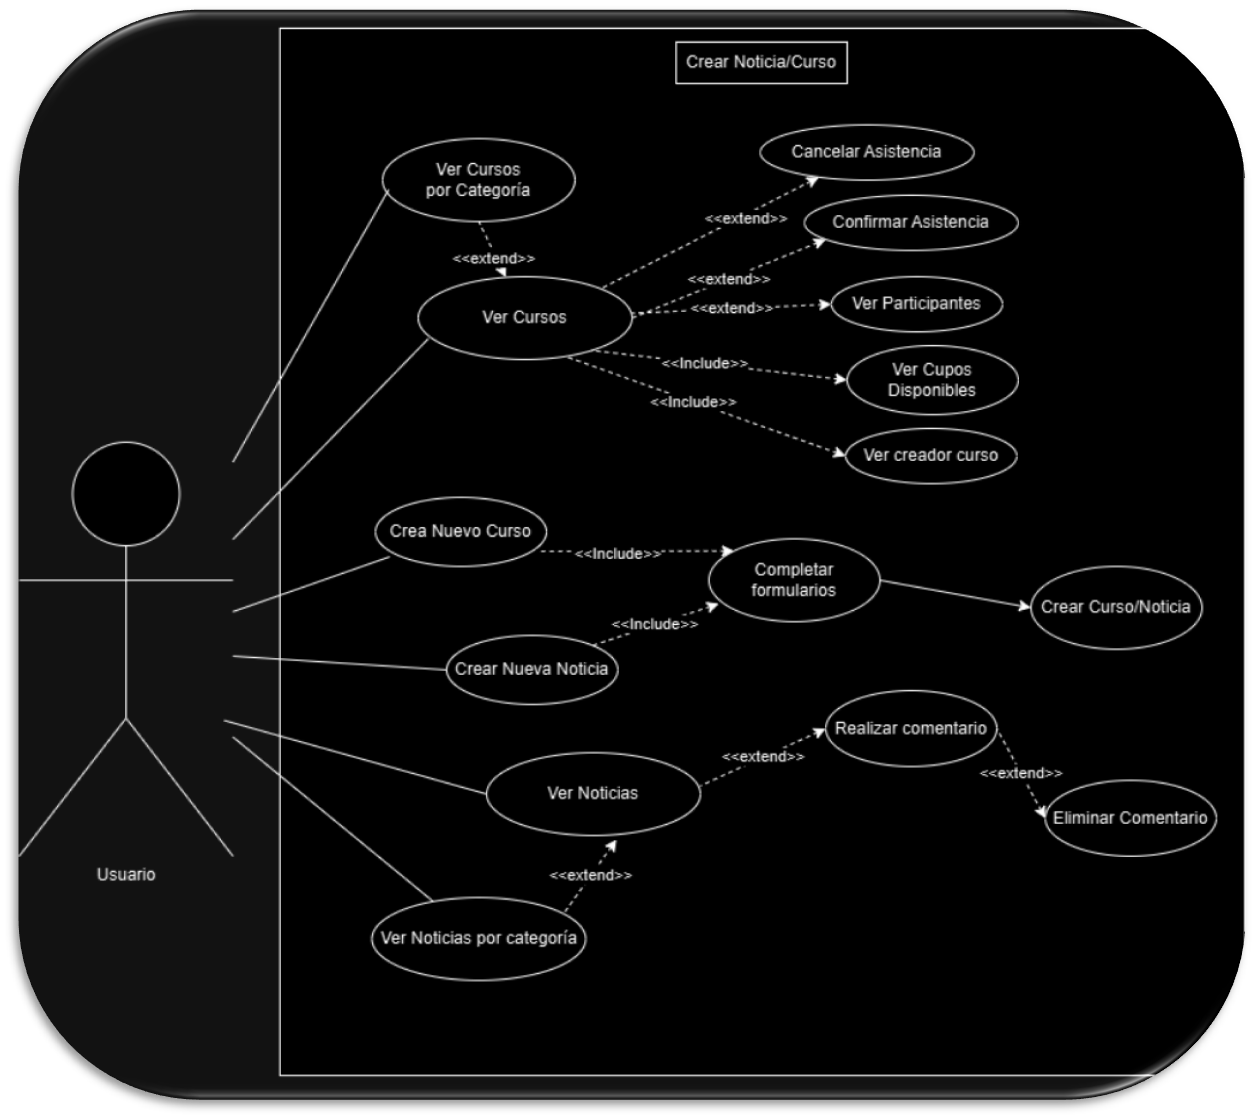 Crear Noticia/Curso
Cancelar Asistencia
Ver Cursos
por Categoría
<<extend>>
Confirmar Asistencia
<<extend>>
<<extend>>
Ver Participantes
<<extend>>
Ver Cursos
<<Include>>
Ver Cupos
Disponibles
<<Include>>
Ver creador curso
Crea Nuevo Curso
<<Include>>
Completar
formularios
Crear Curso/Noticia
<<Include>>
Crear Nueva Noticia
Realizar comentario
<<extend>>
<<extend>>
Ver Noticias
Eliminar Comentario
<<extend>>
Usuario
Ver Noticias por categoría